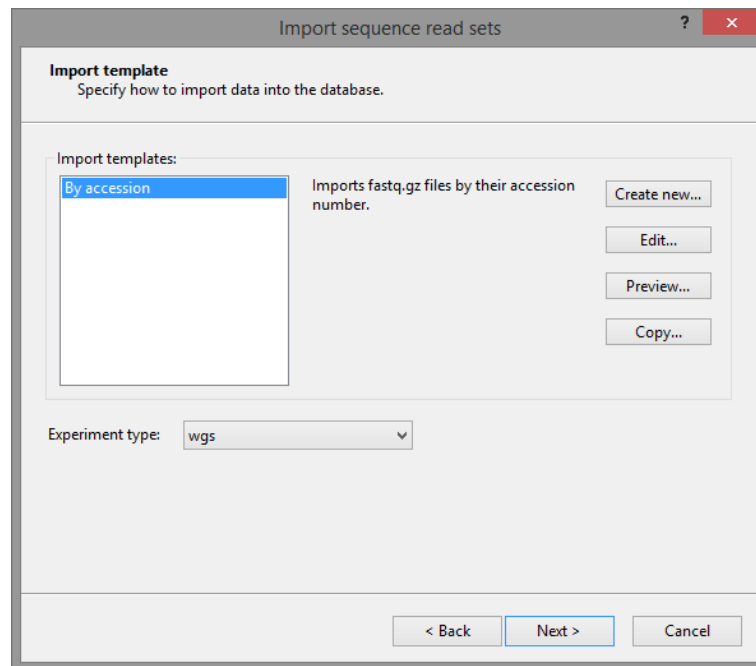 Import sequence read sets
?
x
Import template
Specify how to import data into the database.
Import templates:
By accession
Imports fastq.gz files by their accession
number.
Create new...
Edit...
Preview...
Copy...
Experiment type:
wgs
< Back
Next >
Cancel